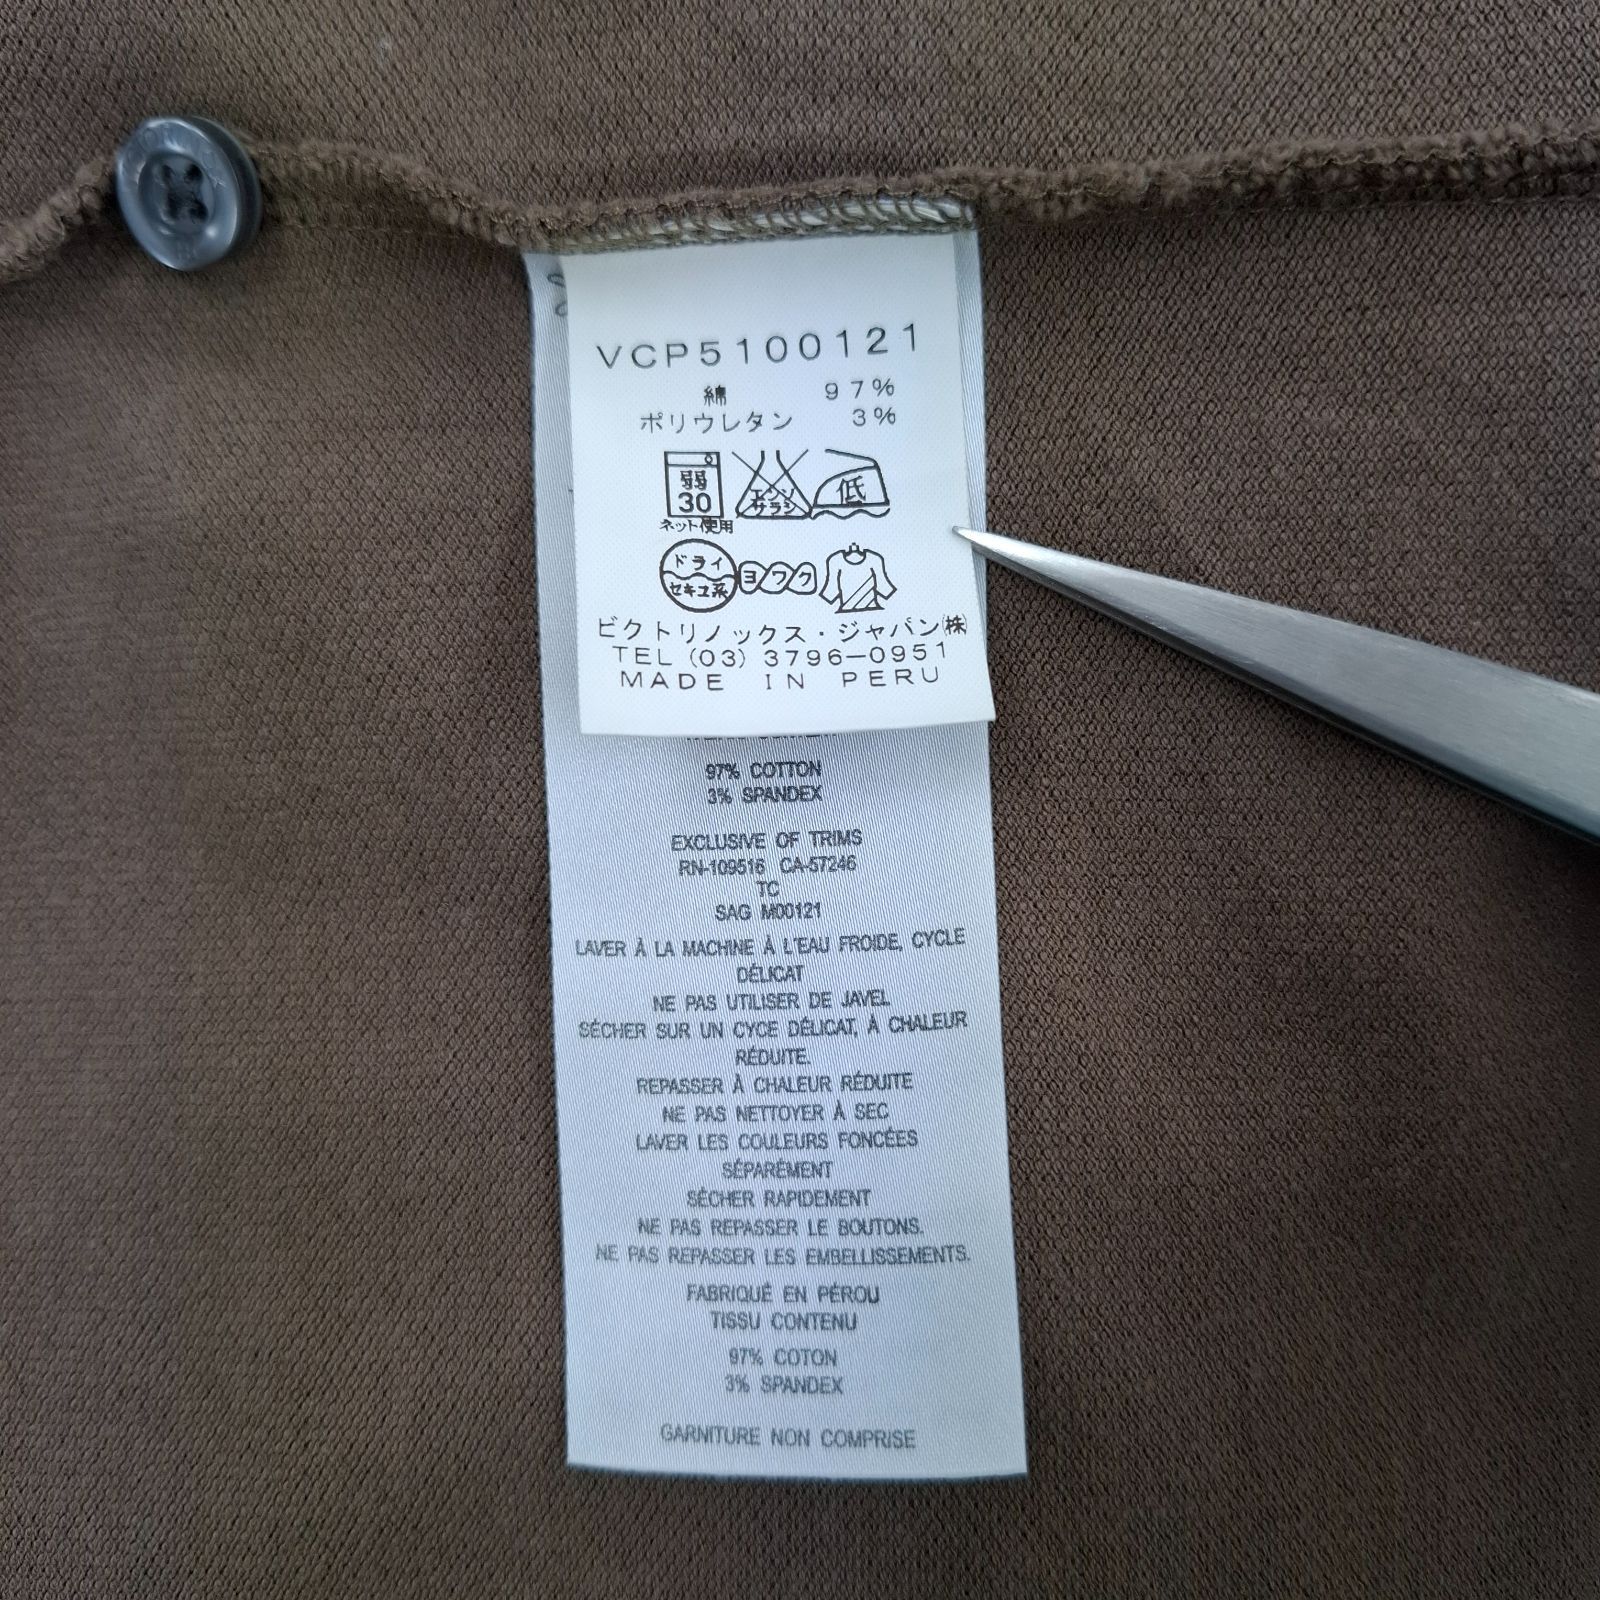 VCP5100121
綿 97%
ポリウレタン 3%
弱
30
ネット使用
エンソ
サラシ
低
ドライ
セキユ系
ヨワク
ビクトリノックス・ジャパン㈱
TEL (03) 3796-0951
MADE IN PERU
97% COTTON
3% SPANDEX
EXCLUSIVE OF TRIMS
RN-109516 CA-57246
TC
SAG M00121
LAVER À LA MACHINE À L'EAU FROIDE, CYCLE
DÉLICAT
NE PAS UTILISER DE JAVEL
SÉCHER SUR UN CYCE DÉLICAT, À CHALEUR
RÉDUITE.
REPASSER À CHALEUR RÉDUITE
NE PAS NETTOYER À SEC
LAVER LES COULEURS FONCÉES
SÉPARÉMENT
SÉCHER RAPIDEMENT
NE PAS REPASSER LE BOUTONS.
NE PAS REPASSER LES EMBELLISSEMENTS.
FABRIQUÉ EN PÉROU
TISSU CONTENU
97% COTON
3% SPANDEX
GARNITURE NON COMPRISE